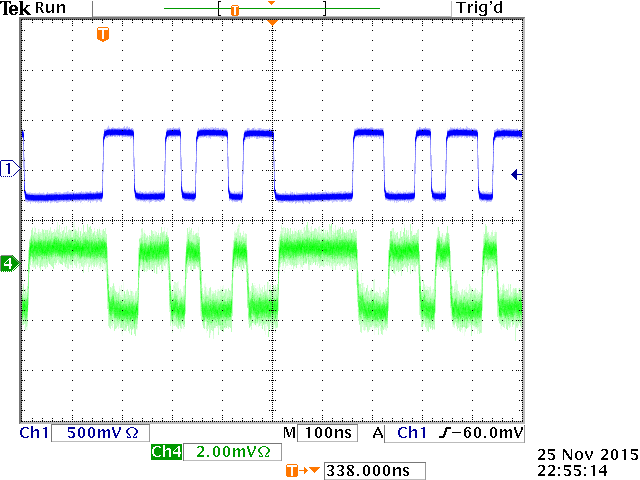 Tek Run Trig'd
T
T
1
4
Ch1 500mV Ω M 100ns A Ch1 ʃ -60.0mV
Ch4 2.00mVΩ
T→▼ 338.000ns
25 Nov 2015
22:55:14